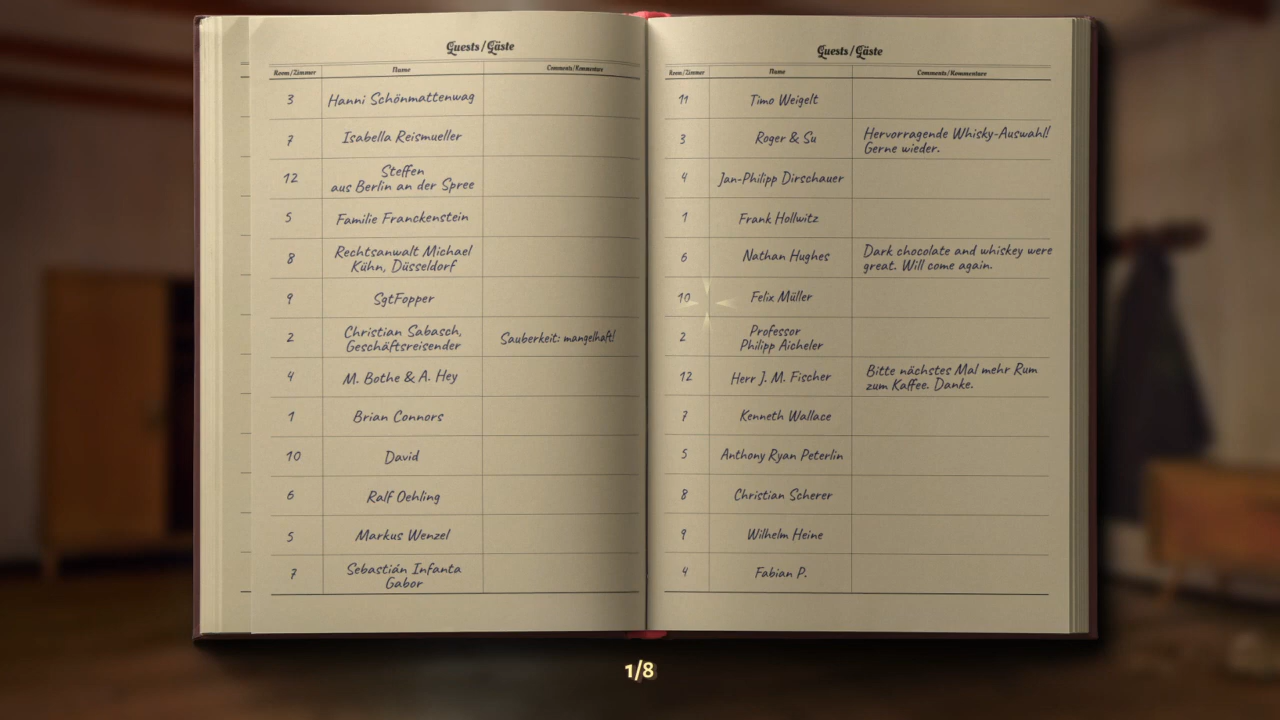 Guests/Gäste
Room/Zimmer Name Comments/Kommentare
3 Hanni Schönmattenwag
7 Isabella Reismueller
12 Steffen
aus Berlin an der Spree
5 Familie Franckenstein
8 Rechtsanwalt Michael
Kühn, Düsseldorf
9 SgtFopper
2 Christian Sabasch, Sauberkeit: mangelhaft!
Geschäftsreisender
4 M. Bothe & A. Hey
1 Brian Connors
10 David
6 Ralf Oehling
5 Markus Wenzel
7 Sebastián Infanta
Gabor
Guests/Gäste
Room/Zimmer Name Comments/Kommentare
11 Timo Weigelt
3 Roger & Su Hervorragende Whisky-Auswahl!
Gerne wieder.
4 Jan-Philipp Dirschauer
1 Frank Hollwitz
6 Nathan Hughes Dark chocolate and whiskey were
great. Will come again.
10 Felix Müller
2 Professor
Philipp Aicheler
12 Herr J. M. Fischer Bitte nächstes Mal mehr Rum
zum Kaffee. Danke.
7 Kenneth Wallace
5 Anthony Ryan Peterlin
8 Christian Scherer
9 Wilhelm Heine
4 Fabian P.
1/8